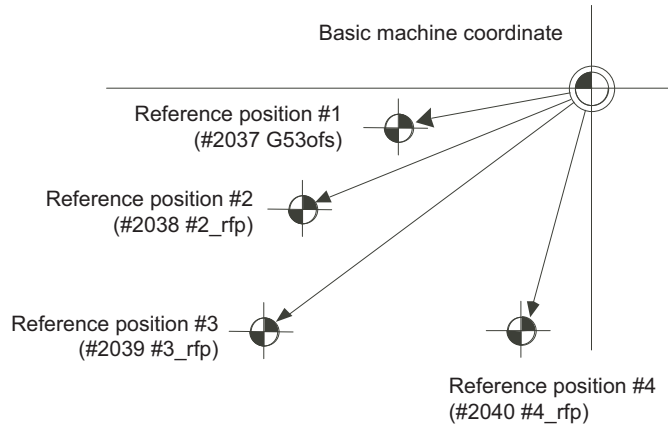 Basic machine coordinate
Reference position #1
(#2037 G53ofs)
Reference position #2
(#2038 #2_rfp)
Reference position #3
(#2039 #3_rfp)
Reference position #4
(#2040 #4_rfp)